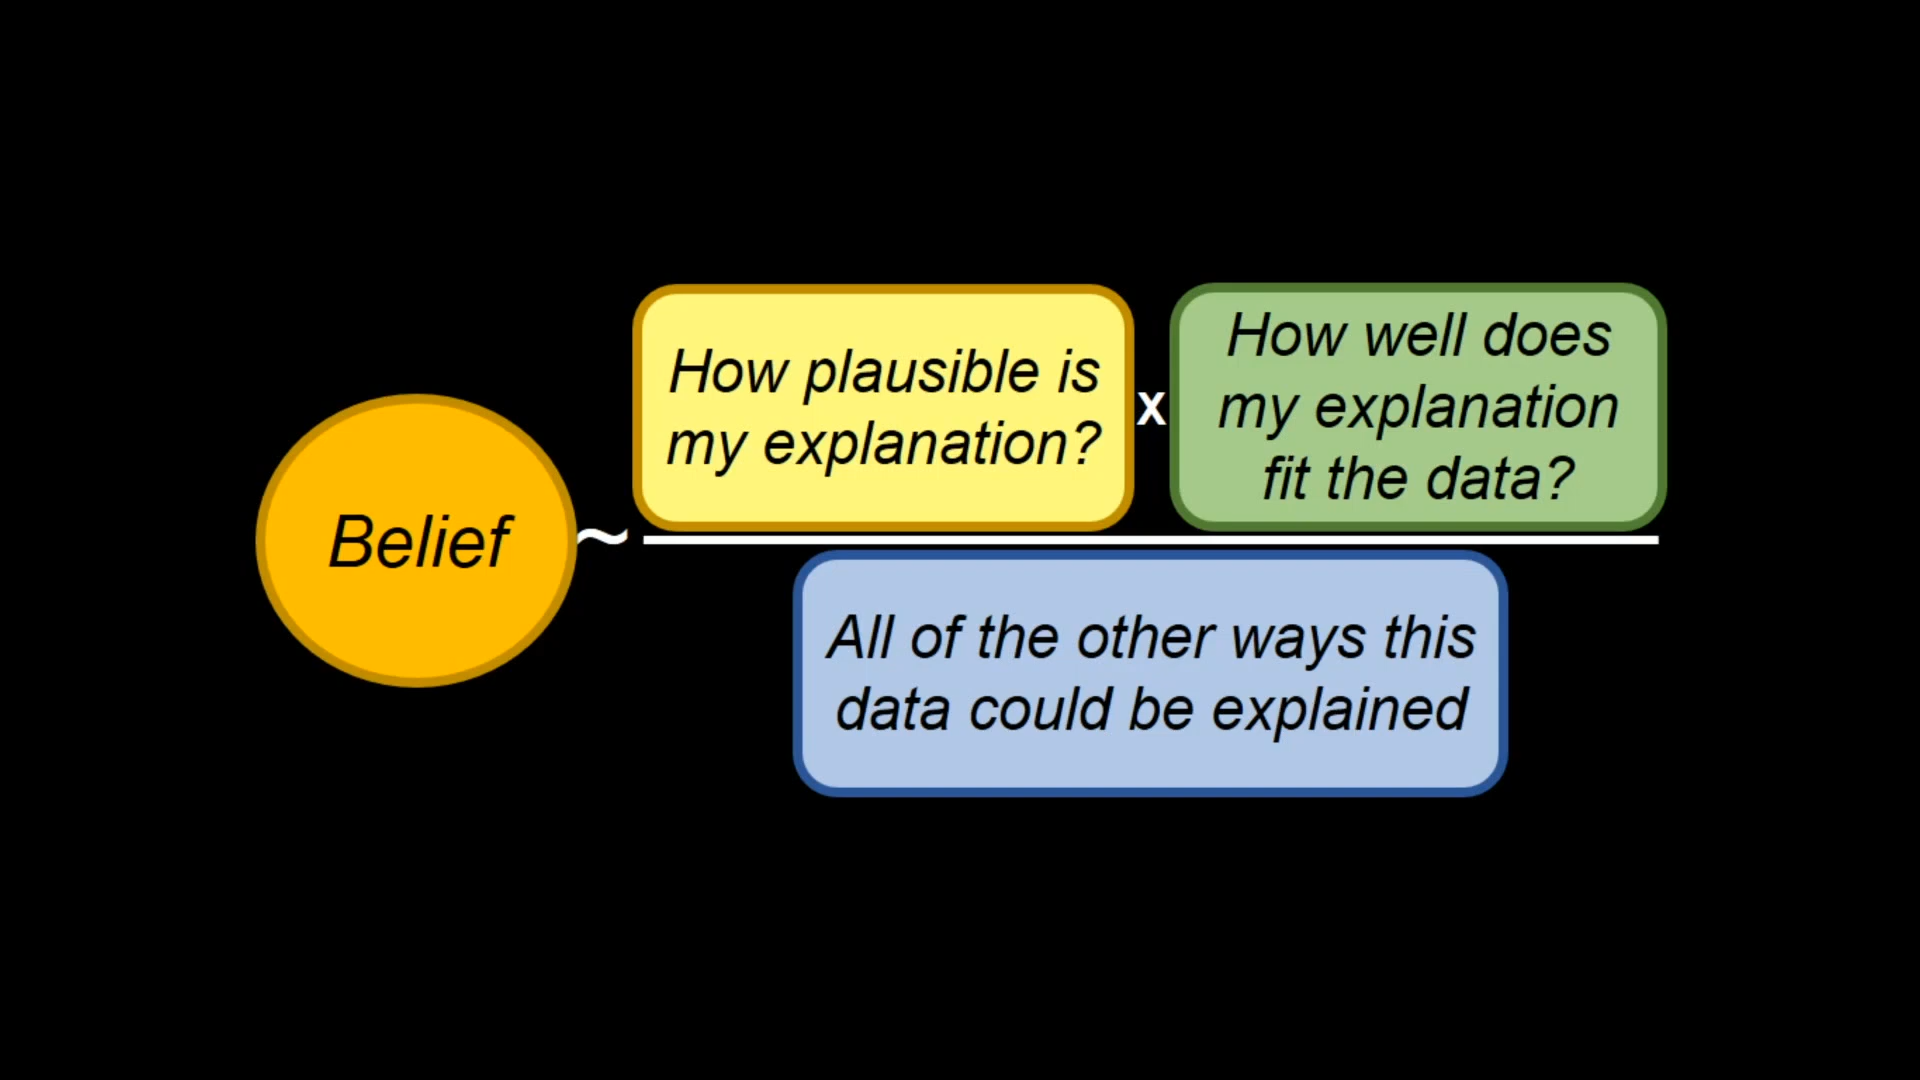 Belief
~
How plausible is
my explanation?
x
How well does
my explanation
fit the data?
All of the other ways this
data could be explained